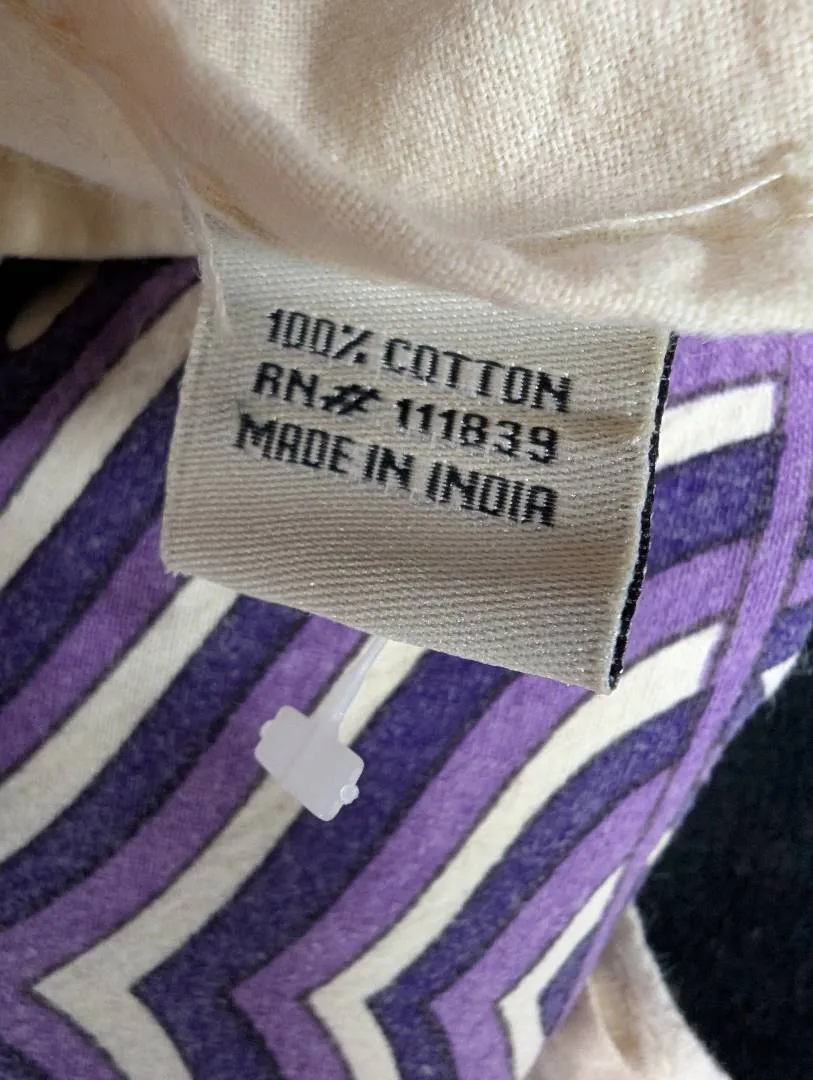 100% COTTON
RN# 111839
MADE IN INDIA